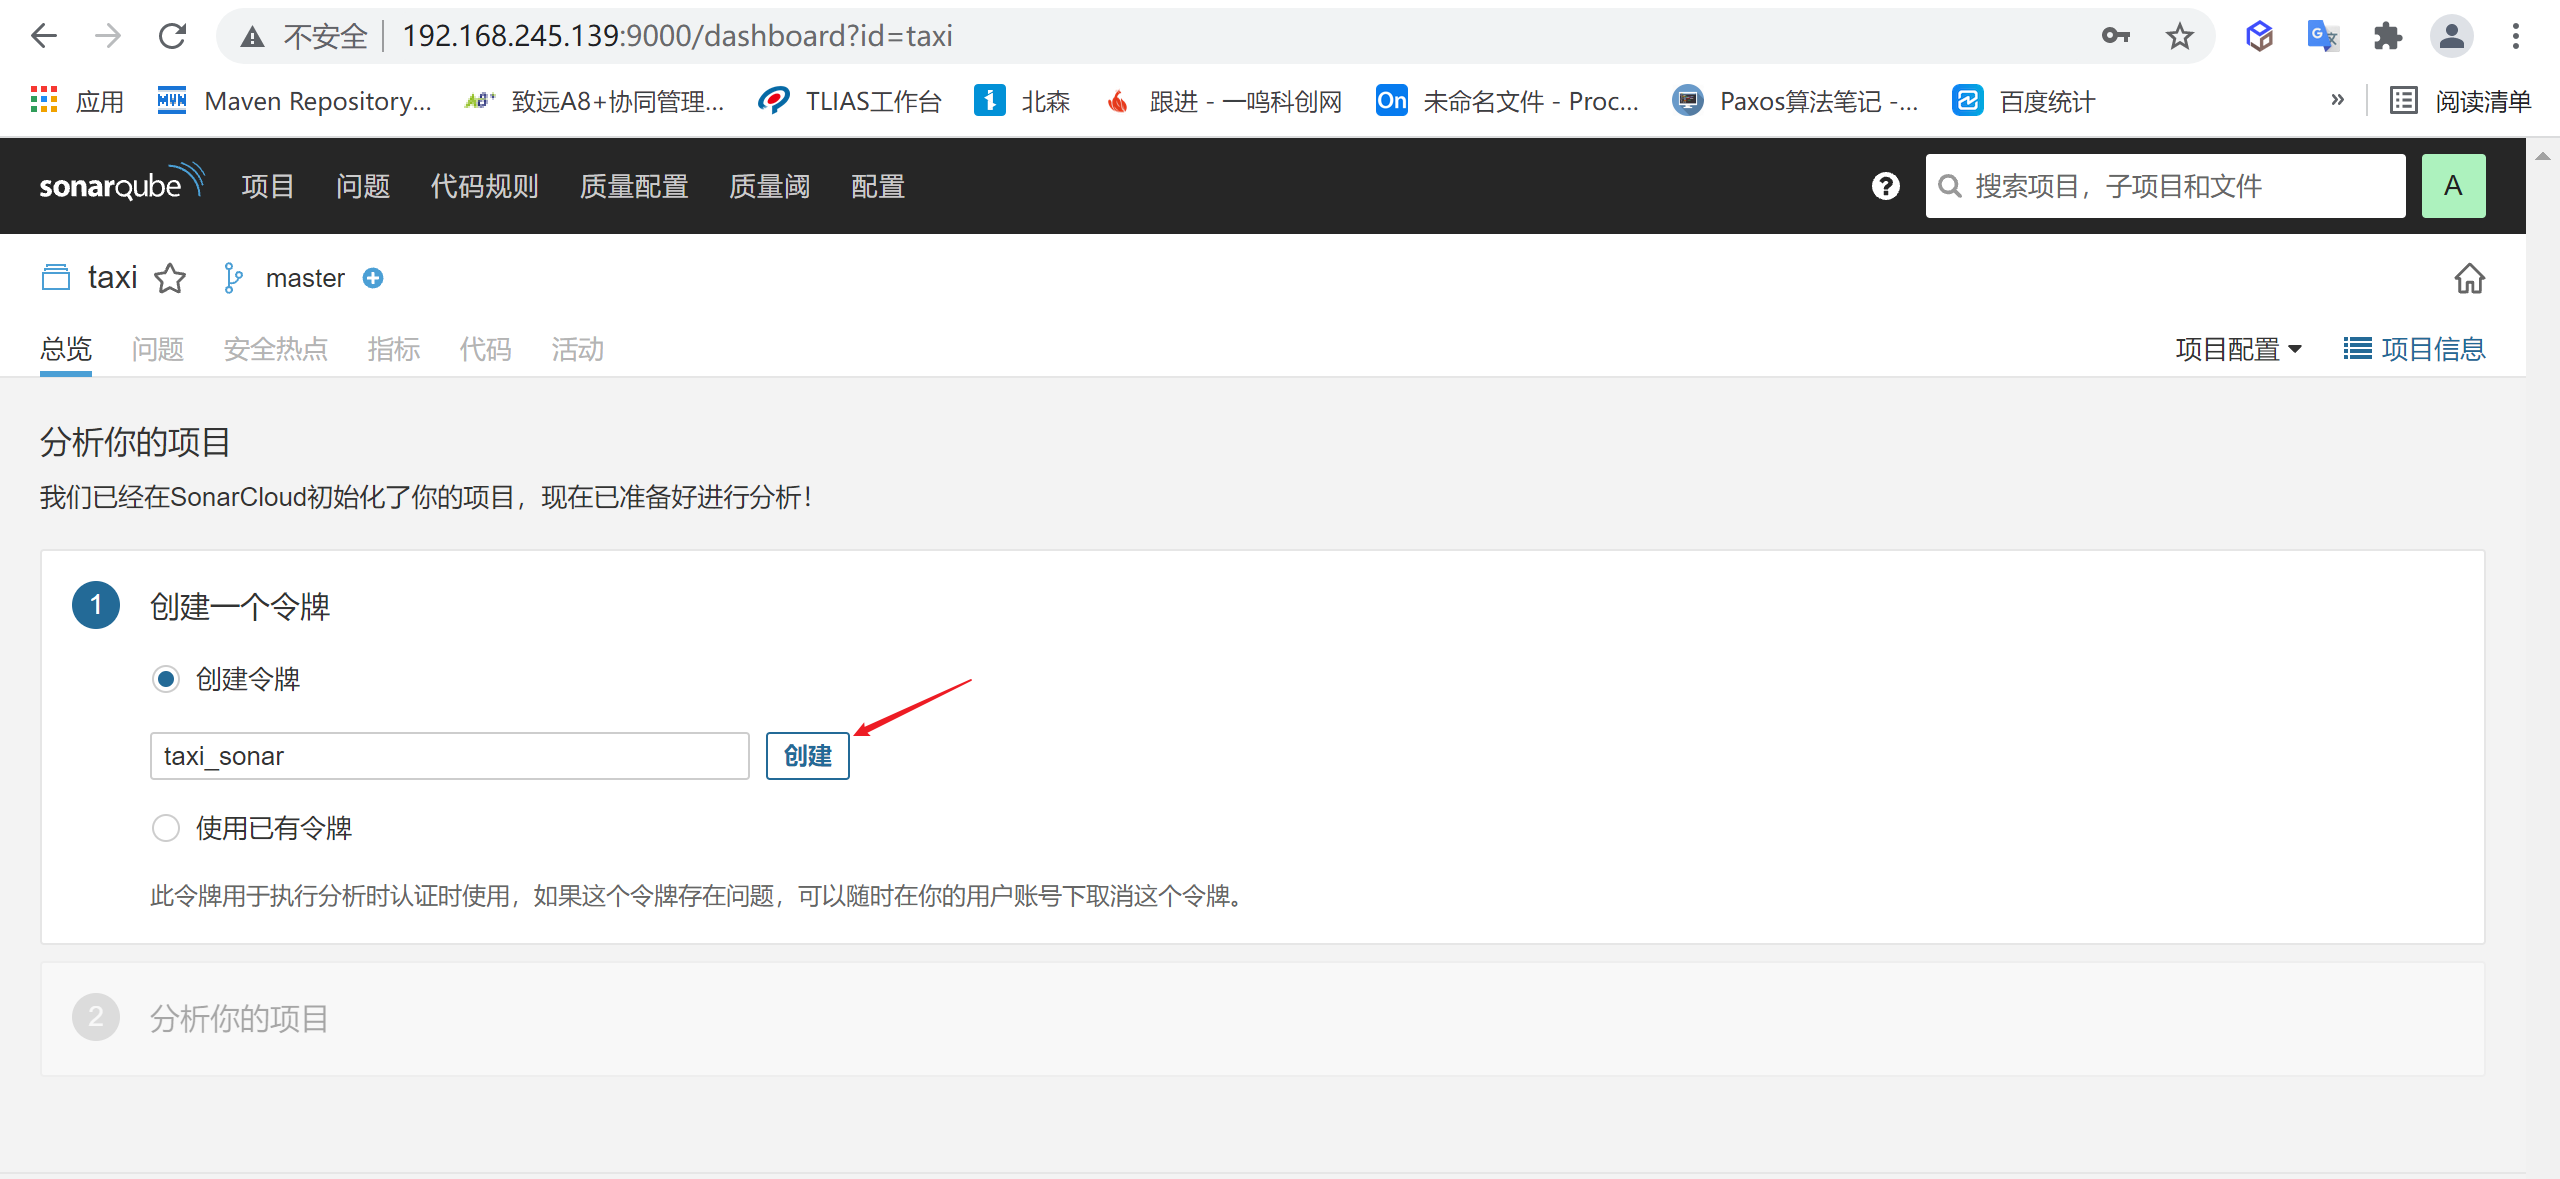 不安全 192.168.245.139:9000/dashboard?id=taxi
应用 Maven Repository... 致远A8+协同管理... TLIAS工作台 北森 跟进 - 一鸣科创网 On 未命名文件 - Proc... Paxos算法笔记 -... 百度统计 » 阅读清单
sonarqube 项目 问题 代码规则 质量配置 质量阈 配置 ? 搜索项目，子项目和文件 A
taxi master
总览 问题 安全热点 指标 代码 活动 项目配置 项目信息
分析你的项目
我们已经在SonarCloud初始化了你的项目，现在已准备好进行分析！
1 创建一个令牌
创建令牌
taxi_sonar 创建
使用已有令牌
此令牌用于执行分析时认证时使用，如果这个令牌存在问题，可以随时在你的用户账号下取消这个令牌。
2 分析你的项目